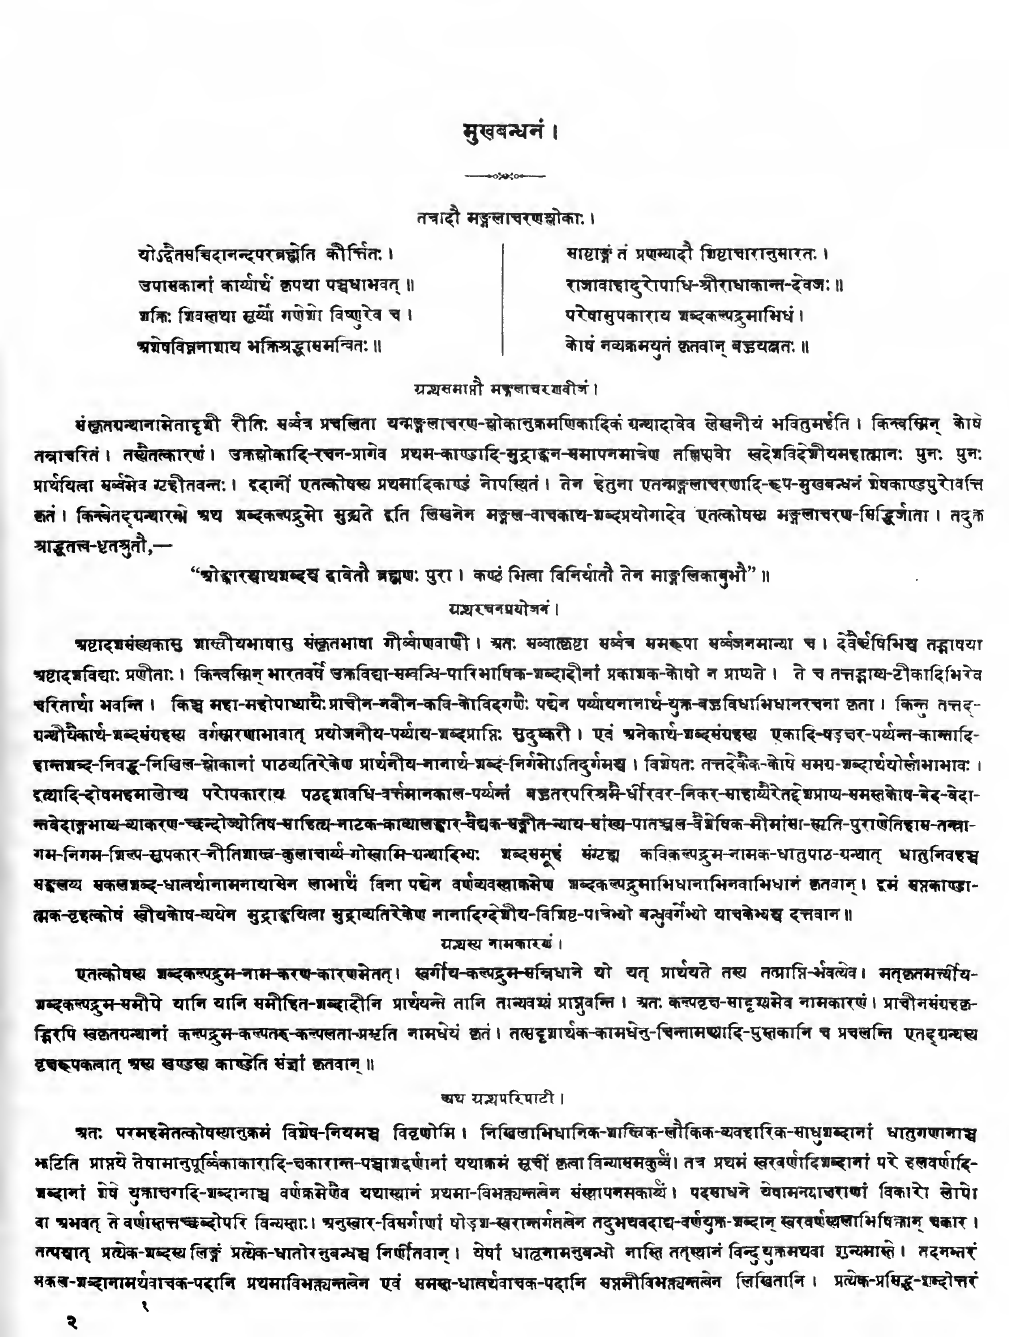 मुखबन्धनं ।
तत्रादौ मङ्गलाचरणश्लोकाः ।
योऽद्वैतसच्चिदानन्दपरब्रह्मेति कीर्त्तितः ।
उपासकानां कार्य्यार्थं कृपया पञ्चधाभवत् ॥
शक्तिः शिवस्तथा सूर्य्यो गणेशो विष्णुरेव च ।
अशेषविघ्ननाशाय भक्तिश्रद्धासमन्वितः ॥
साष्टाङ्गं तं प्रणम्यादौ शिष्टाचारानुसारतः ।
राजावाहादुरोपाधि-श्रीराधाकान्त-देवजः ॥
परेषामुपकाराय शब्दकल्पद्रुमाभिधं ।
कोषं नव्यक्रमयुतं कृतवान् बहुयत्नतः ॥
ग्रन्थसमाप्तौ मङ्गलाचरणवीजं ।
संस्कृतग्रन्थानामेतादृशी रीतिः सर्व्वत्र प्रचलिता यन्मङ्गलाचरण-श्लोकानुक्रमणिकादिकं ग्रन्थादावेव लेखनीयं भवितुमर्हति । किन्त्वस्मिन् कोषे
तन्नाचरितं । तस्यैतत्कारणं । उक्तश्लोकादि-रचन-प्रागेव प्रथम-काण्डादि-मुद्राङ्कन-समापनमात्रेण तल्लिप्सवो स्वदेशविदेशीयमहात्मानः पुनः पुनः
प्रार्थयित्वा सर्व्वमेव गृहीतवन्तः । इदानीं एतत्कोषस्य प्रथमादिकाण्डं नोपस्थितं । तेन हेतुना एतन्मङ्गलाचरणादि-रूप-मुखबन्धनं शेषकाण्डपुरोवर्त्ति
कृतं । किन्त्वेतद्ग्रन्थारम्भे अथ शब्दकल्पद्रुमो मुद्र्यते इति लिखनेन मङ्गल-वाचकाथ-शब्दप्रयोगादेव एतत्कोषस्य मङ्गलाचरण-सिद्धिर्जाता । तदुक्तं
श्राद्धतत्त्व-धृतश्रुतौ,—
“ओङ्कारश्चाथशब्दश्च द्वावेतौ ब्रह्मणः पुरा । कण्ठं भित्वा विनिर्यातौ तेन माङ्गलिकावुभौ” ॥
ग्रन्थरचनप्रयोजनं ।
अष्टादशसंख्यकासु शास्त्रीयभाषासु संस्कृतभाषा गीर्व्वाणवाणी । अतः सर्व्वोत्कृष्टा सर्व्वत्र समरूपा सर्व्वजनमान्या च । देवैर्ऋषिभिश्च तद्भाषया
अष्टादशविद्याः प्रणीताः । किन्त्वस्मिन् भारतवर्षे उक्तविद्या-सम्बन्धि-पारिभाषिक-शब्दादीनां प्रकाशक-कोषो न प्राप्यते । ते च तत्तद्भाष्य-टीकादिभिरेव
चरितार्था भवन्ति । किञ्च महा-महोपाध्यायैः प्राचीन-नवीन-कवि-कोविदगणैः पद्येन पर्य्यायनानार्थ-युक्त-बहुविधाभिधानरचना कृता । किन्तु तत्तद्-
ग्रन्थीयैकार्थ-शब्दसंग्रहस्य वर्गस्मरणाभावात् प्रयोजनीय-पर्य्याय-शब्दप्राप्तिः सुदुष्करी । एवं अनेकार्थ-शब्दसंग्रहस्य एकादि-षडक्षर-पर्य्यन्त-कान्तादि-
हान्तशब्द-निवद्ध-निखिल-श्लोकानां पाठव्यतिरेकेण प्रार्थनीय-नानार्थ-शब्द-निर्गमोऽतिदुर्गमश्च । विशेषतः तत्तदेकैक-कोषे समग्र-शब्दार्थयोर्लाभाभावः ।
इत्यादि-दोषमहमालोच्य परोपकाराय पठद्दशावधि-वर्त्तमानकाल-पर्य्यन्तं बहुतरपरिश्रमैर्धीरवर-निकर-साहाय्यैरेतद्देशप्राप्य-समस्तकोष-वेद-वेदा-
न्तवेदाङ्गभाष्य-व्याकरण-च्छन्दोज्योतिष-साहित्य-नाटक-काव्यालङ्कार-वैद्यक-सङ्गीत-न्याय-सांख्य-पातञ्जल-वैशेषिक-मीमांसा-स्मृति-पुराणेतिहास-तन्त्रा-
गम-निगम-शिल्प-सूपकार-नीतिशास्त्र-कुलाचार्य्य-गोस्वामि-ग्रन्थादिभ्यः शब्दसमूहं संगृह्य कविकल्पद्रुम-नामक-धातुपाठ-ग्रन्थात् धातुनिवहञ्च
सङ्कलय्य सकलशब्द-धात्वर्थानामनायासेन लाभार्थं विना पद्येन वर्णव्यवस्थाक्रमेण शब्दकल्पद्रुमाभिधानाभिनवाभिधानं कृतवान् । इमं सप्तकाण्डा-
त्मक-वृहत्कोषं स्वीयकोष-व्ययेन मुद्राङ्कयित्वा मुद्राव्यतिरेकेण नानादिग्देशीय-विशिष्ट-पात्रेभ्यो बन्धुवर्गेभ्यो याचकेभ्यश्च दत्तवान ॥
ग्रन्थस्य नामकारणं ।
एतत्कोषस्य शब्दकल्पद्रुम-नाम-करण-कारणमेतत् । स्वर्गीय-कल्पद्रुम-सन्निधाने यो यत् प्रार्थयते तस्य तत्प्राप्ति-र्भवत्येव । मत्कृतमर्त्त्यीय-
शब्दकल्पद्रुम-समीपे यानि यानि समीहित-शब्दादीनि प्रार्थयन्ते तानि तान्यवश्यं प्राप्नुवन्ति । अतः कल्पवृक्ष-सादृश्यमेव नामकारणं । प्राचीनसंग्रहकृ-
द्भिरपि स्वकृतग्रन्थानां कल्पद्रुम-कल्पतरु-कल्पलता-प्रभृति नामधेयं कृतं । तत्सदृशार्थक-कामधेनु-चिन्तामण्यादि-पुस्तकानि च प्रचलन्ति एतद्ग्रन्थस्य
वृक्षरूपकत्वात् अस्य खण्डस्य काण्डेति संज्ञां कृतवान् ॥
अथ ग्रन्थपरिपाटी ।
अतः परमहमेतत्कोषस्यानुक्रमं विशेष-नियमञ्च विवृणोमि । निखिलाभिधानिक-शाब्दिक-लौकिक-व्यवहारिक-साधुशब्दानां धातुगणानाञ्च
झटिति प्राप्तये तेषामानुपूर्व्विकाकारादि-क्षकारान्त-पञ्चाशद्वर्णानां यथाक्रमं सूचीं कृत्वा विन्यासमकुर्व्वं । तत्र प्रथमं स्वरवर्णादिशब्दानां परे हलवर्णादि-
शब्दानां शेषे युक्ताक्षरादि-शब्दानाञ्च वर्णक्रमेणैव यथास्थानं प्रथमा-विभक्त्यन्तत्वेन संस्थापनमकार्षं । पदसाधने येषामन्त्याक्षराणां विकारो लोपो
वा अभवत् ते वर्णास्तत्तच्छब्दोपरि विन्यस्ताः । अनुस्वार-विसर्गाणां षोड़श-स्वरान्तर्गतत्वेन तदुभयवदाद्य-वर्णयुक्त-शब्दान् स्वरवर्णस्थलाभिषिक्तान् चकार ।
तत्पश्चात् प्रत्येक-शब्दस्य लिङ्गं प्रत्येक-धातोरनुबन्धञ्च निर्णीतवान् । येषां धातूनामनुबन्धो नास्ति तत्स्थानं विन्दुयुक्तमथवा शून्यमास्ते । तदनन्तरं
सकल-शब्दानामर्थवाचक-पदानि प्रथमाविभक्त्यन्तत्वेन एवं समस्त-धात्वर्थवाचक-पदानि सप्तमीविभक्त्यन्तत्वेन लिखितानि । प्रत्येक-प्रसिद्ध-शब्दोत्तरं
१
२